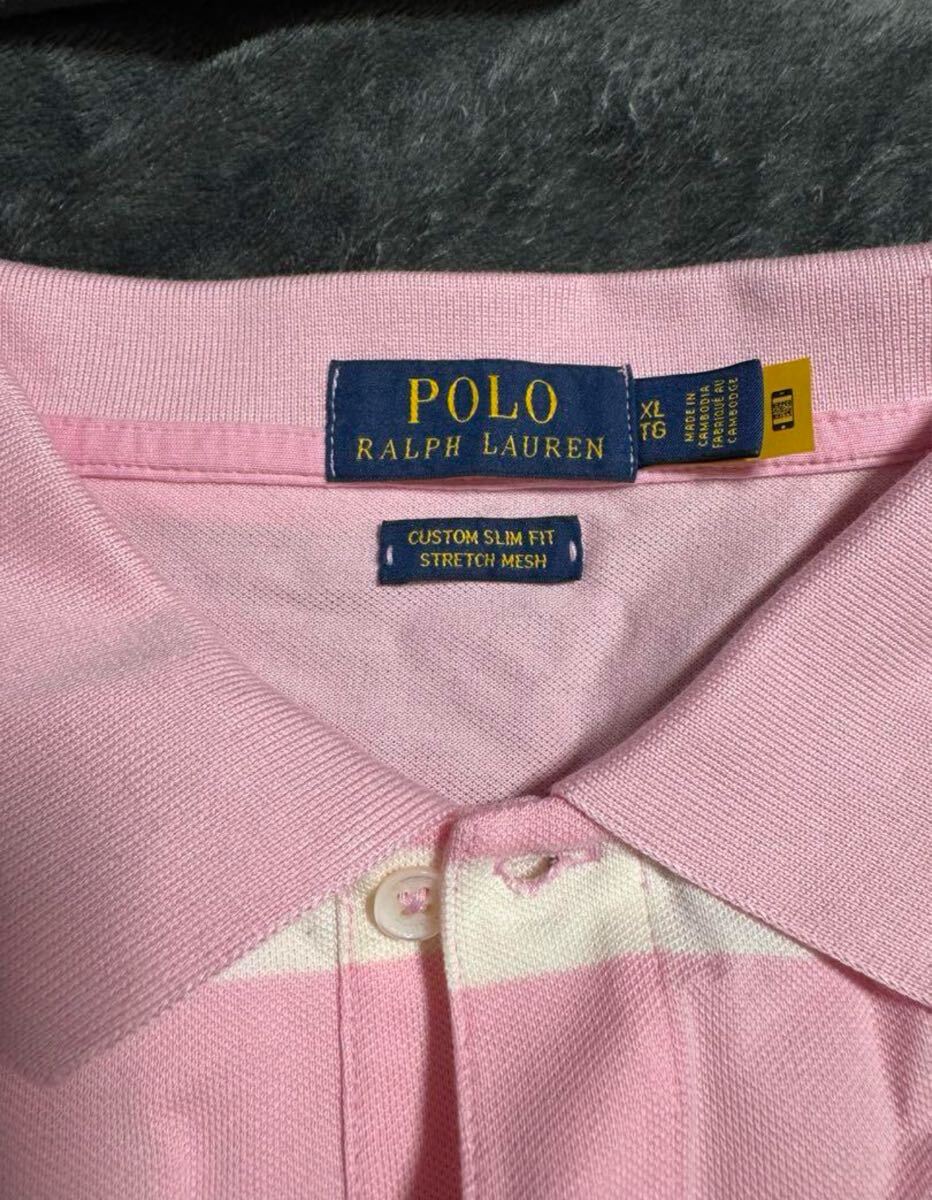 POLO
RALPH LAUREN
XL
TG
MADE IN
CAMBODIA
FABRIQUÉ AU
CAMBODGE
CUSTOM SLIM FIT
STRETCH MESH